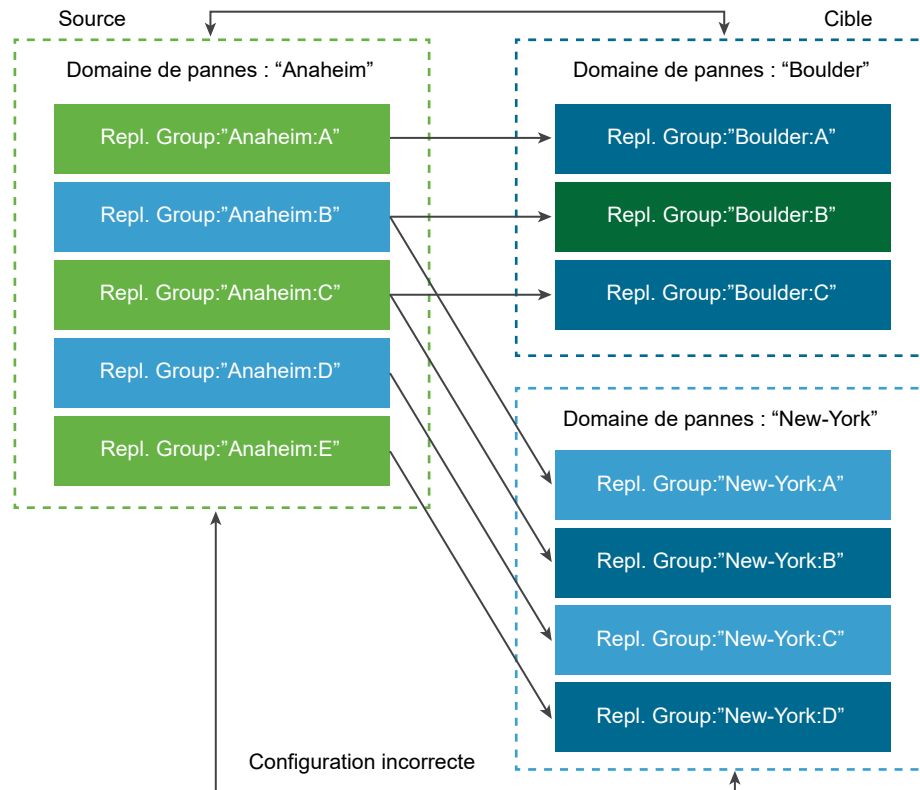 Source
Cible
Domaine de pannes : “Anaheim”
Repl. Group:”Anaheim:A”
Repl. Group:”Anaheim:B”
Repl. Group:”Anaheim:C”
Repl. Group:”Anaheim:D”
Repl. Group:”Anaheim:E”
Domaine de pannes : “Boulder”
Repl. Group:”Boulder:A”
Repl. Group:”Boulder:B”
Repl. Group:”Boulder:C”
Domaine de pannes : “New-York”
Repl. Group:”New-York:A”
Repl. Group:”New-York:B”
Repl. Group:”New-York:C”
Repl. Group:”New-York:D”
Configuration incorrecte